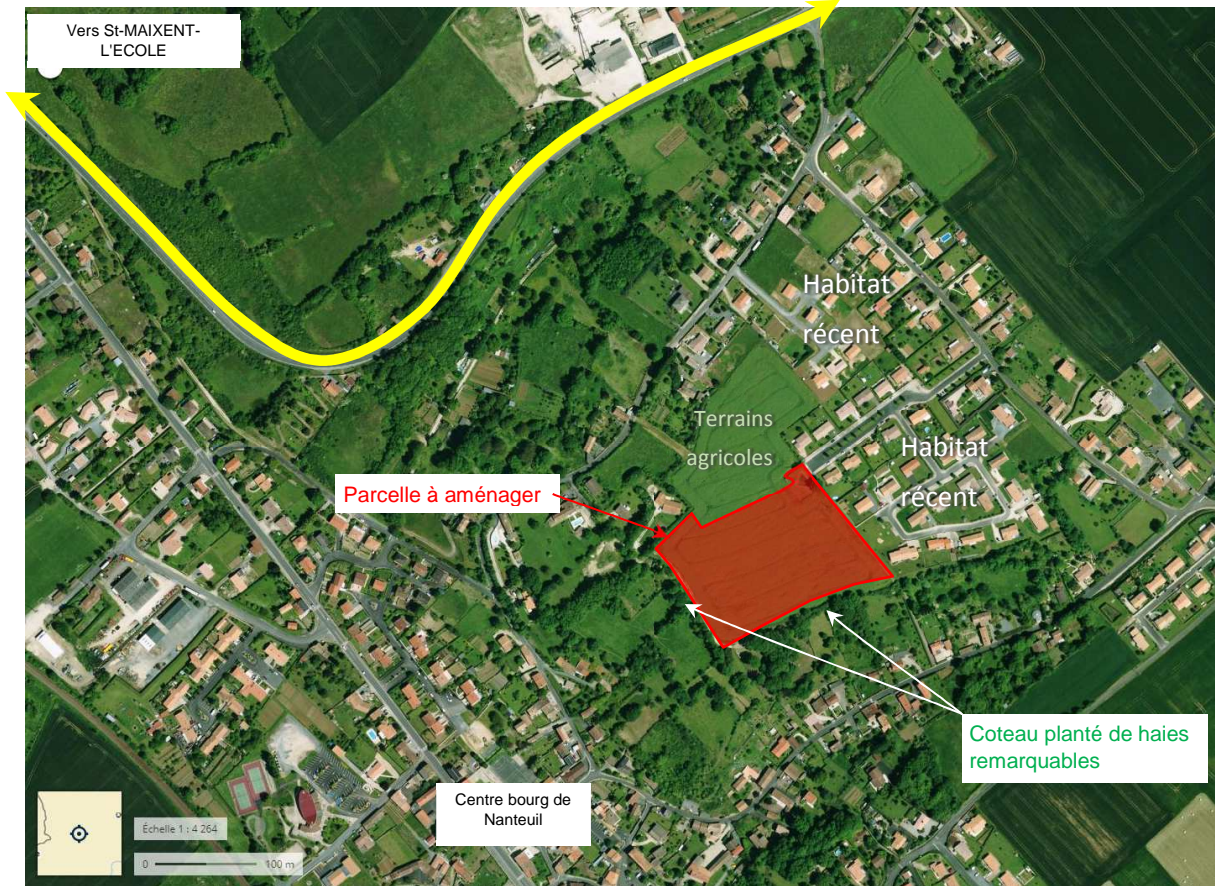 Vers St-MAIXENT-
L'ECOLE
Habitat
récent
Terrains
agricoles
Habitat
récent
Parcelle à aménager
Coteau planté de haies
remarquables
Centre bourg de
Nanteuil
Échelle 1 : 4 264
0 100 m